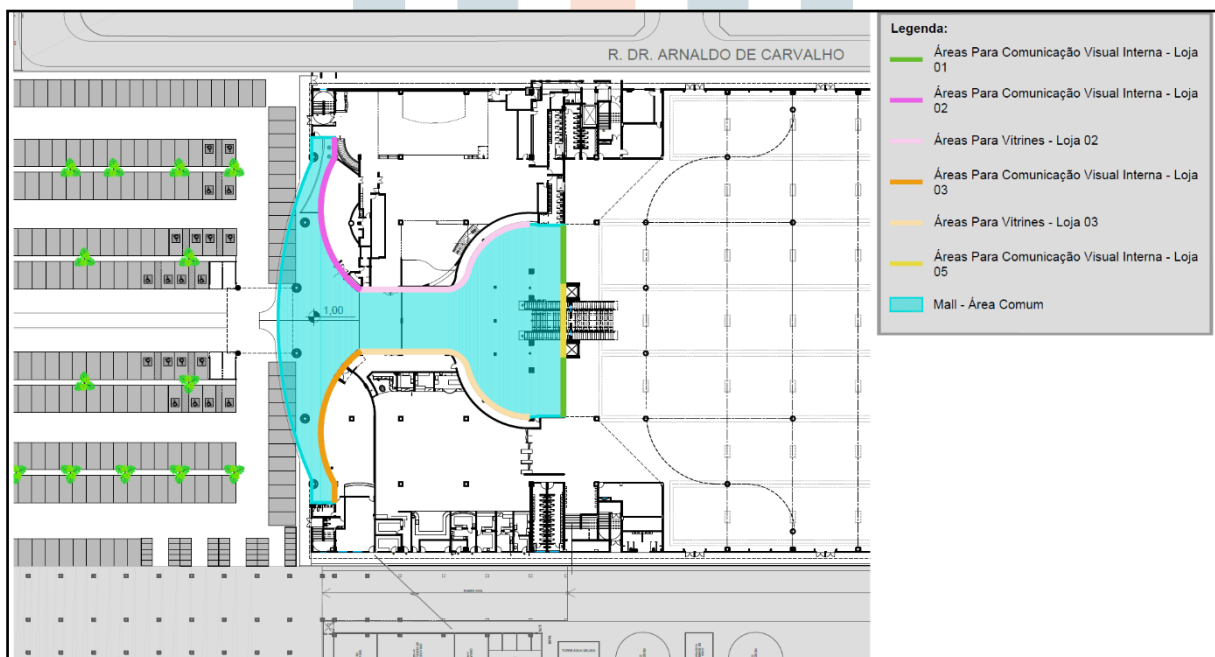 R. DR. ARNALDO DE CARVALHO
1,00
Legenda:
Áreas Para Comunicação Visual Interna - Loja
01
Áreas Para Comunicação Visual Interna - Loja
02
Áreas Para Vitrines - Loja 02
Áreas Para Comunicação Visual Interna - Loja
03
Áreas Para Vitrines - Loja 03
Áreas Para Comunicação Visual Interna - Loja
05
Mall - Área Comum